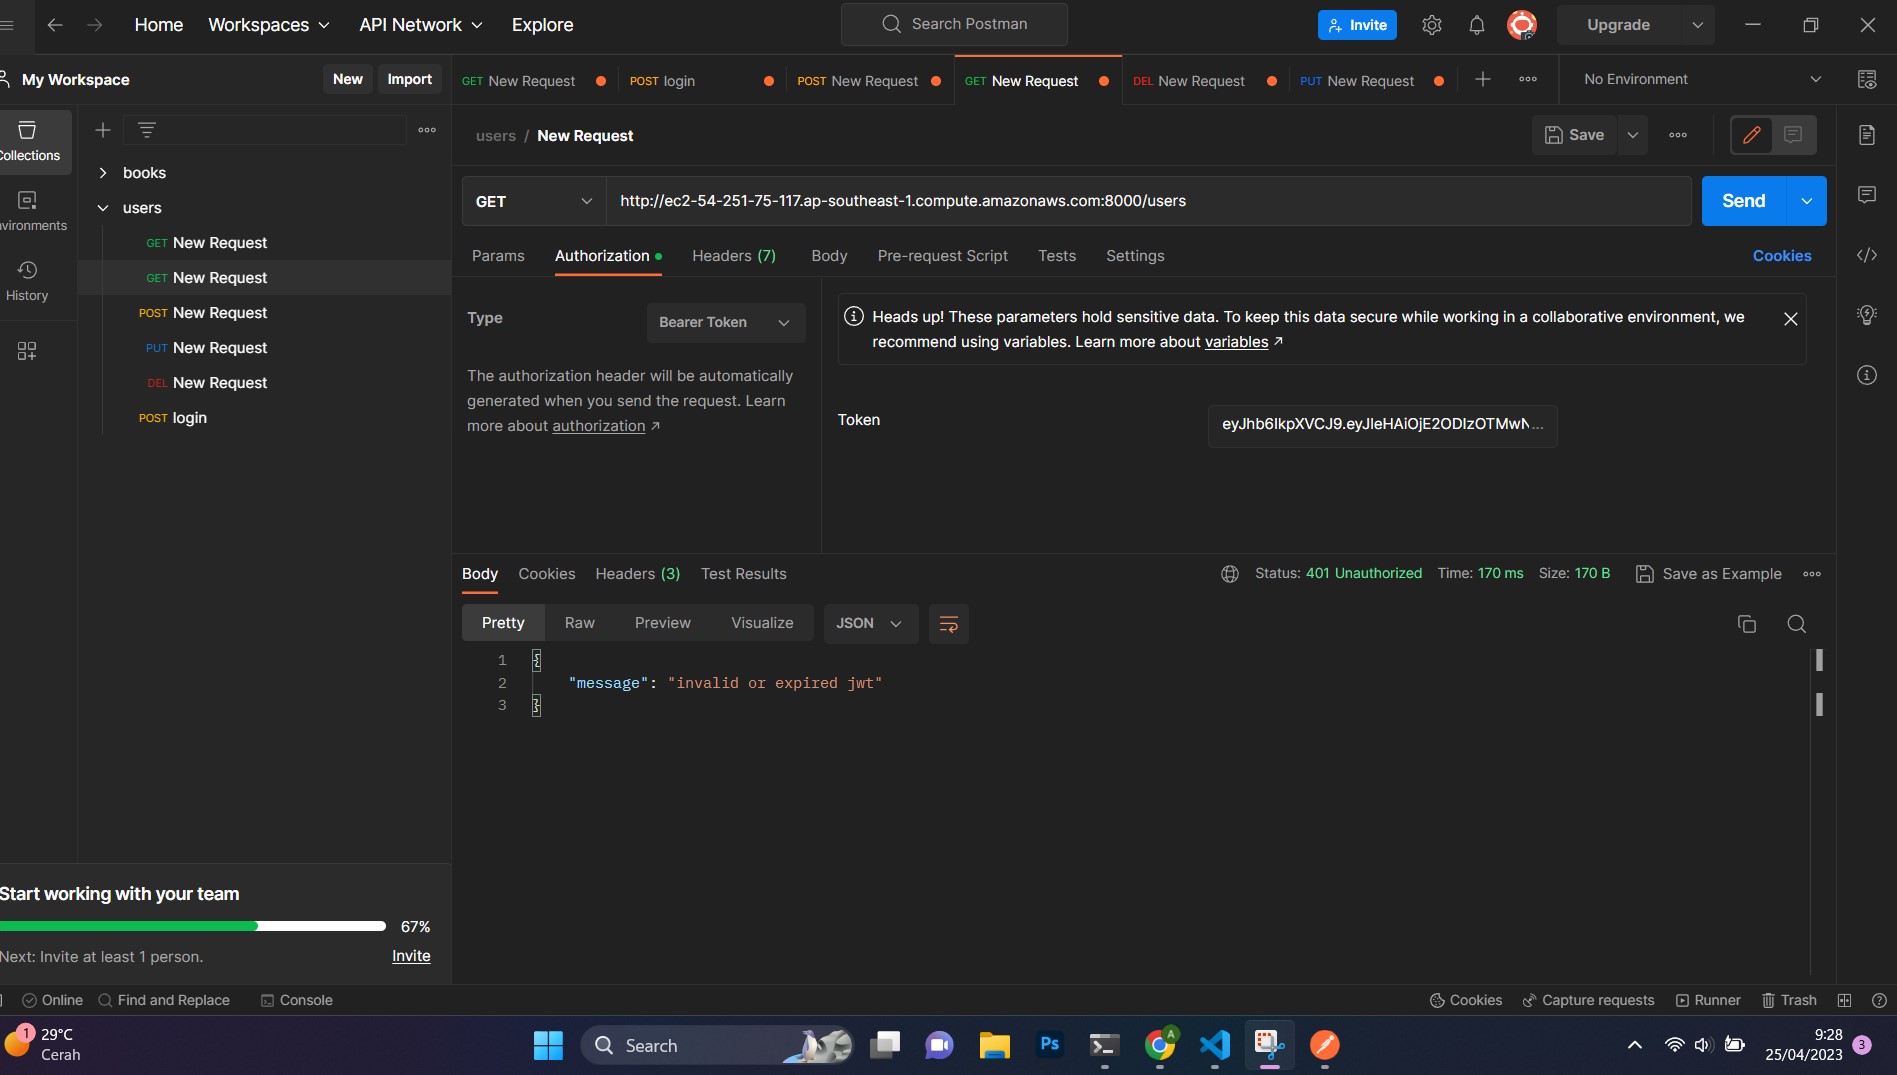 Home Workspaces API Network Explore Search Postman Invite Upgrade
My Workspace New Import GET New Request POST login POST New Request GET New Request DEL New Request PUT New Request No Environment
Collections
vironments
History
books
users
GET New Request
GET New Request
POST New Request
PUT New Request
DEL New Request
POST login
users / New Request Save
GET http://ec2-54-251-75-117.ap-southeast-1.compute.amazonaws.com:8000/users Send
Params Authorization Headers (7) Body Pre-request Script Tests Settings Cookies
Type Bearer Token
The authorization header will be automatically
generated when you send the request. Learn
more about authorization ↗
Heads up! These parameters hold sensitive data. To keep this data secure while working in a collaborative environment, we
recommend using variables. Learn more about variables ↗
Token eyJhb6IkpXVCJ9.eyJleHAiOjE2ODIzOTMwN...
Body Cookies Headers (3) Test Results Status: 401 Unauthorized Time: 170 ms Size: 170 B Save as Example
Pretty Raw Preview Visualize JSON
1 {
2 "message": "invalid or expired jwt"
3 }
Start working with your team
67%
Next: Invite at least 1 person. Invite
Online Find and Replace Console Cookies Capture requests Runner Trash
1 29°C
Cerah
Search
Ps
A
9:28
25/04/2023
3